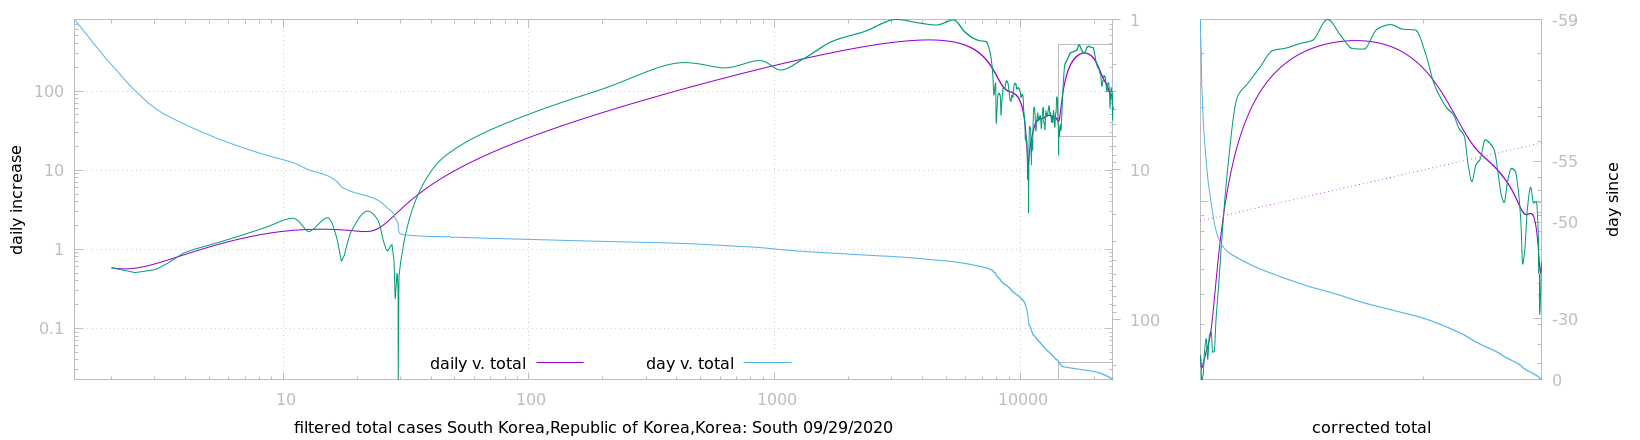 1
-59
100
daily increase
10
10
-55
-50
day since
1
0.1
100
-30
daily v. total
day v. total
0
10
100
1000
10000
filtered total cases South Korea,Republic of Korea,Korea: South 09/29/2020
corrected total